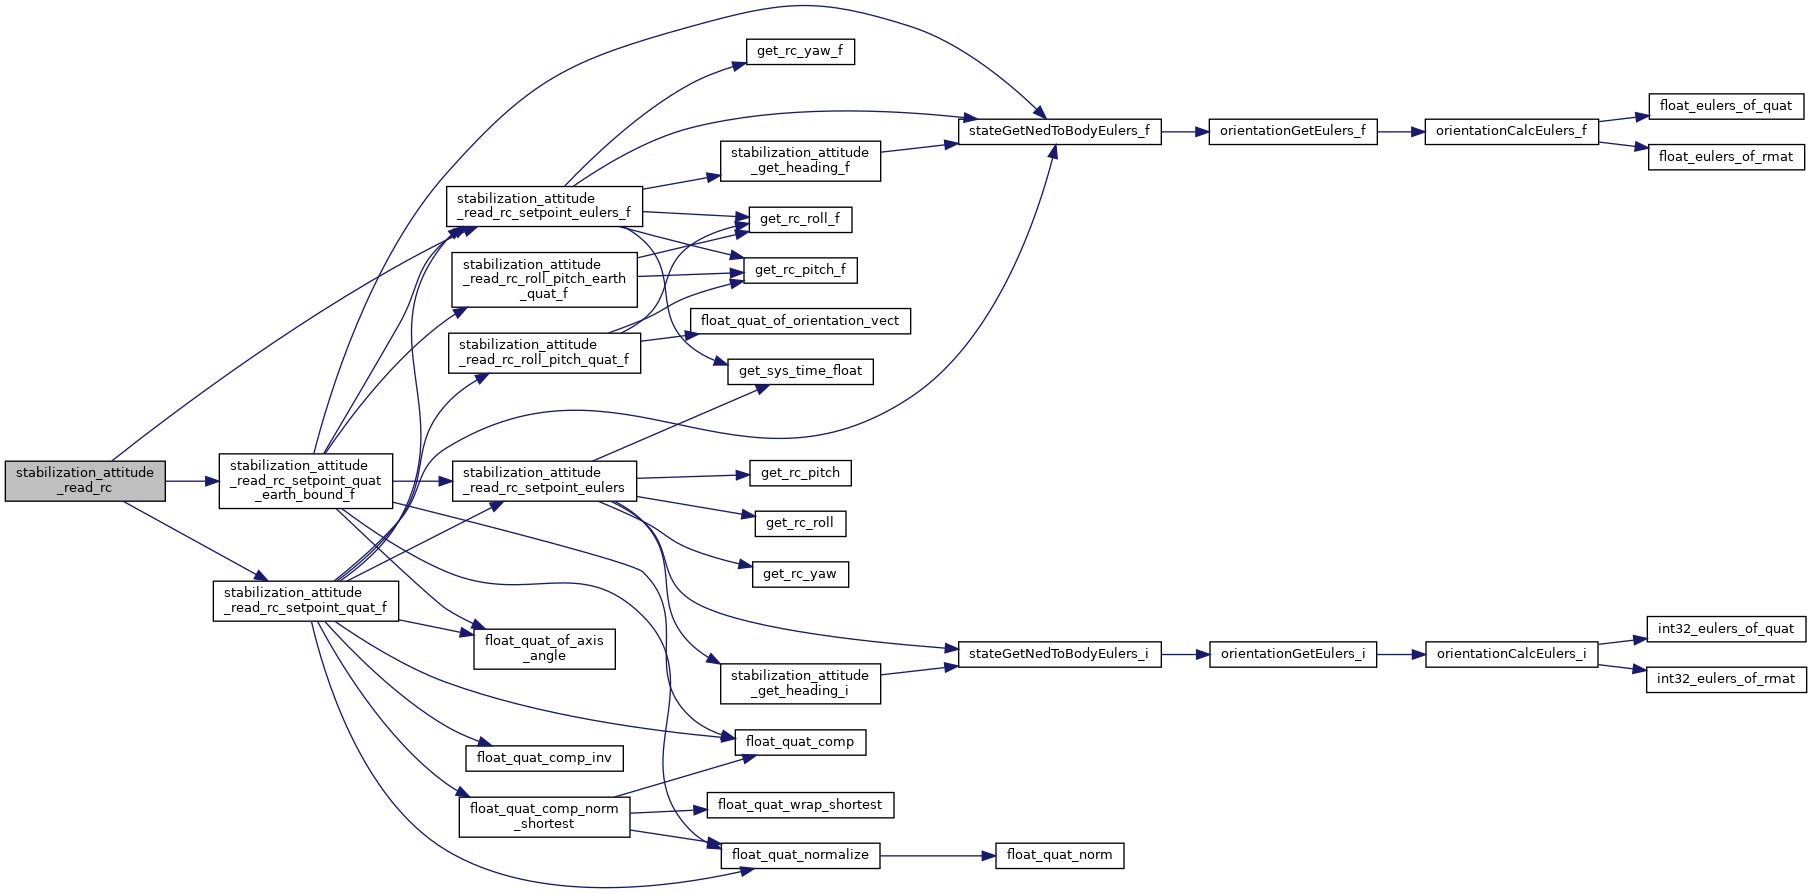 stabilization_attitude
_read_rc
stabilization_attitude
_read_rc_setpoint_quat
_earth_bound_f
stabilization_attitude
_read_rc_setpoint_quat_f
stabilization_attitude
_read_rc_setpoint_eulers_f
stabilization_attitude
_read_rc_roll_pitch_earth
_quat_f
stabilization_attitude
_read_rc_roll_pitch_quat_f
stabilization_attitude
_read_rc_setpoint_eulers
float_quat_of_axis
_angle
float_quat_comp_inv
float_quat_comp_norm
_shortest
get_rc_yaw_f
stabilization_attitude
_get_heading_f
get_rc_roll_f
get_rc_pitch_f
float_quat_of_orientation_vect
get_sys_time_float
get_rc_pitch
get_rc_roll
get_rc_yaw
stabilization_attitude
_get_heading_i
float_quat_comp
float_quat_wrap_shortest
float_quat_normalize
stateGetNedToBodyEulers_f
stateGetNedToBodyEulers_i
float_quat_norm
orientationGetEulers_f
orientationGetEulers_i
orientationCalcEulers_f
orientationCalcEulers_i
float_eulers_of_quat
float_eulers_of_rmat
int32_eulers_of_quat
int32_eulers_of_rmat